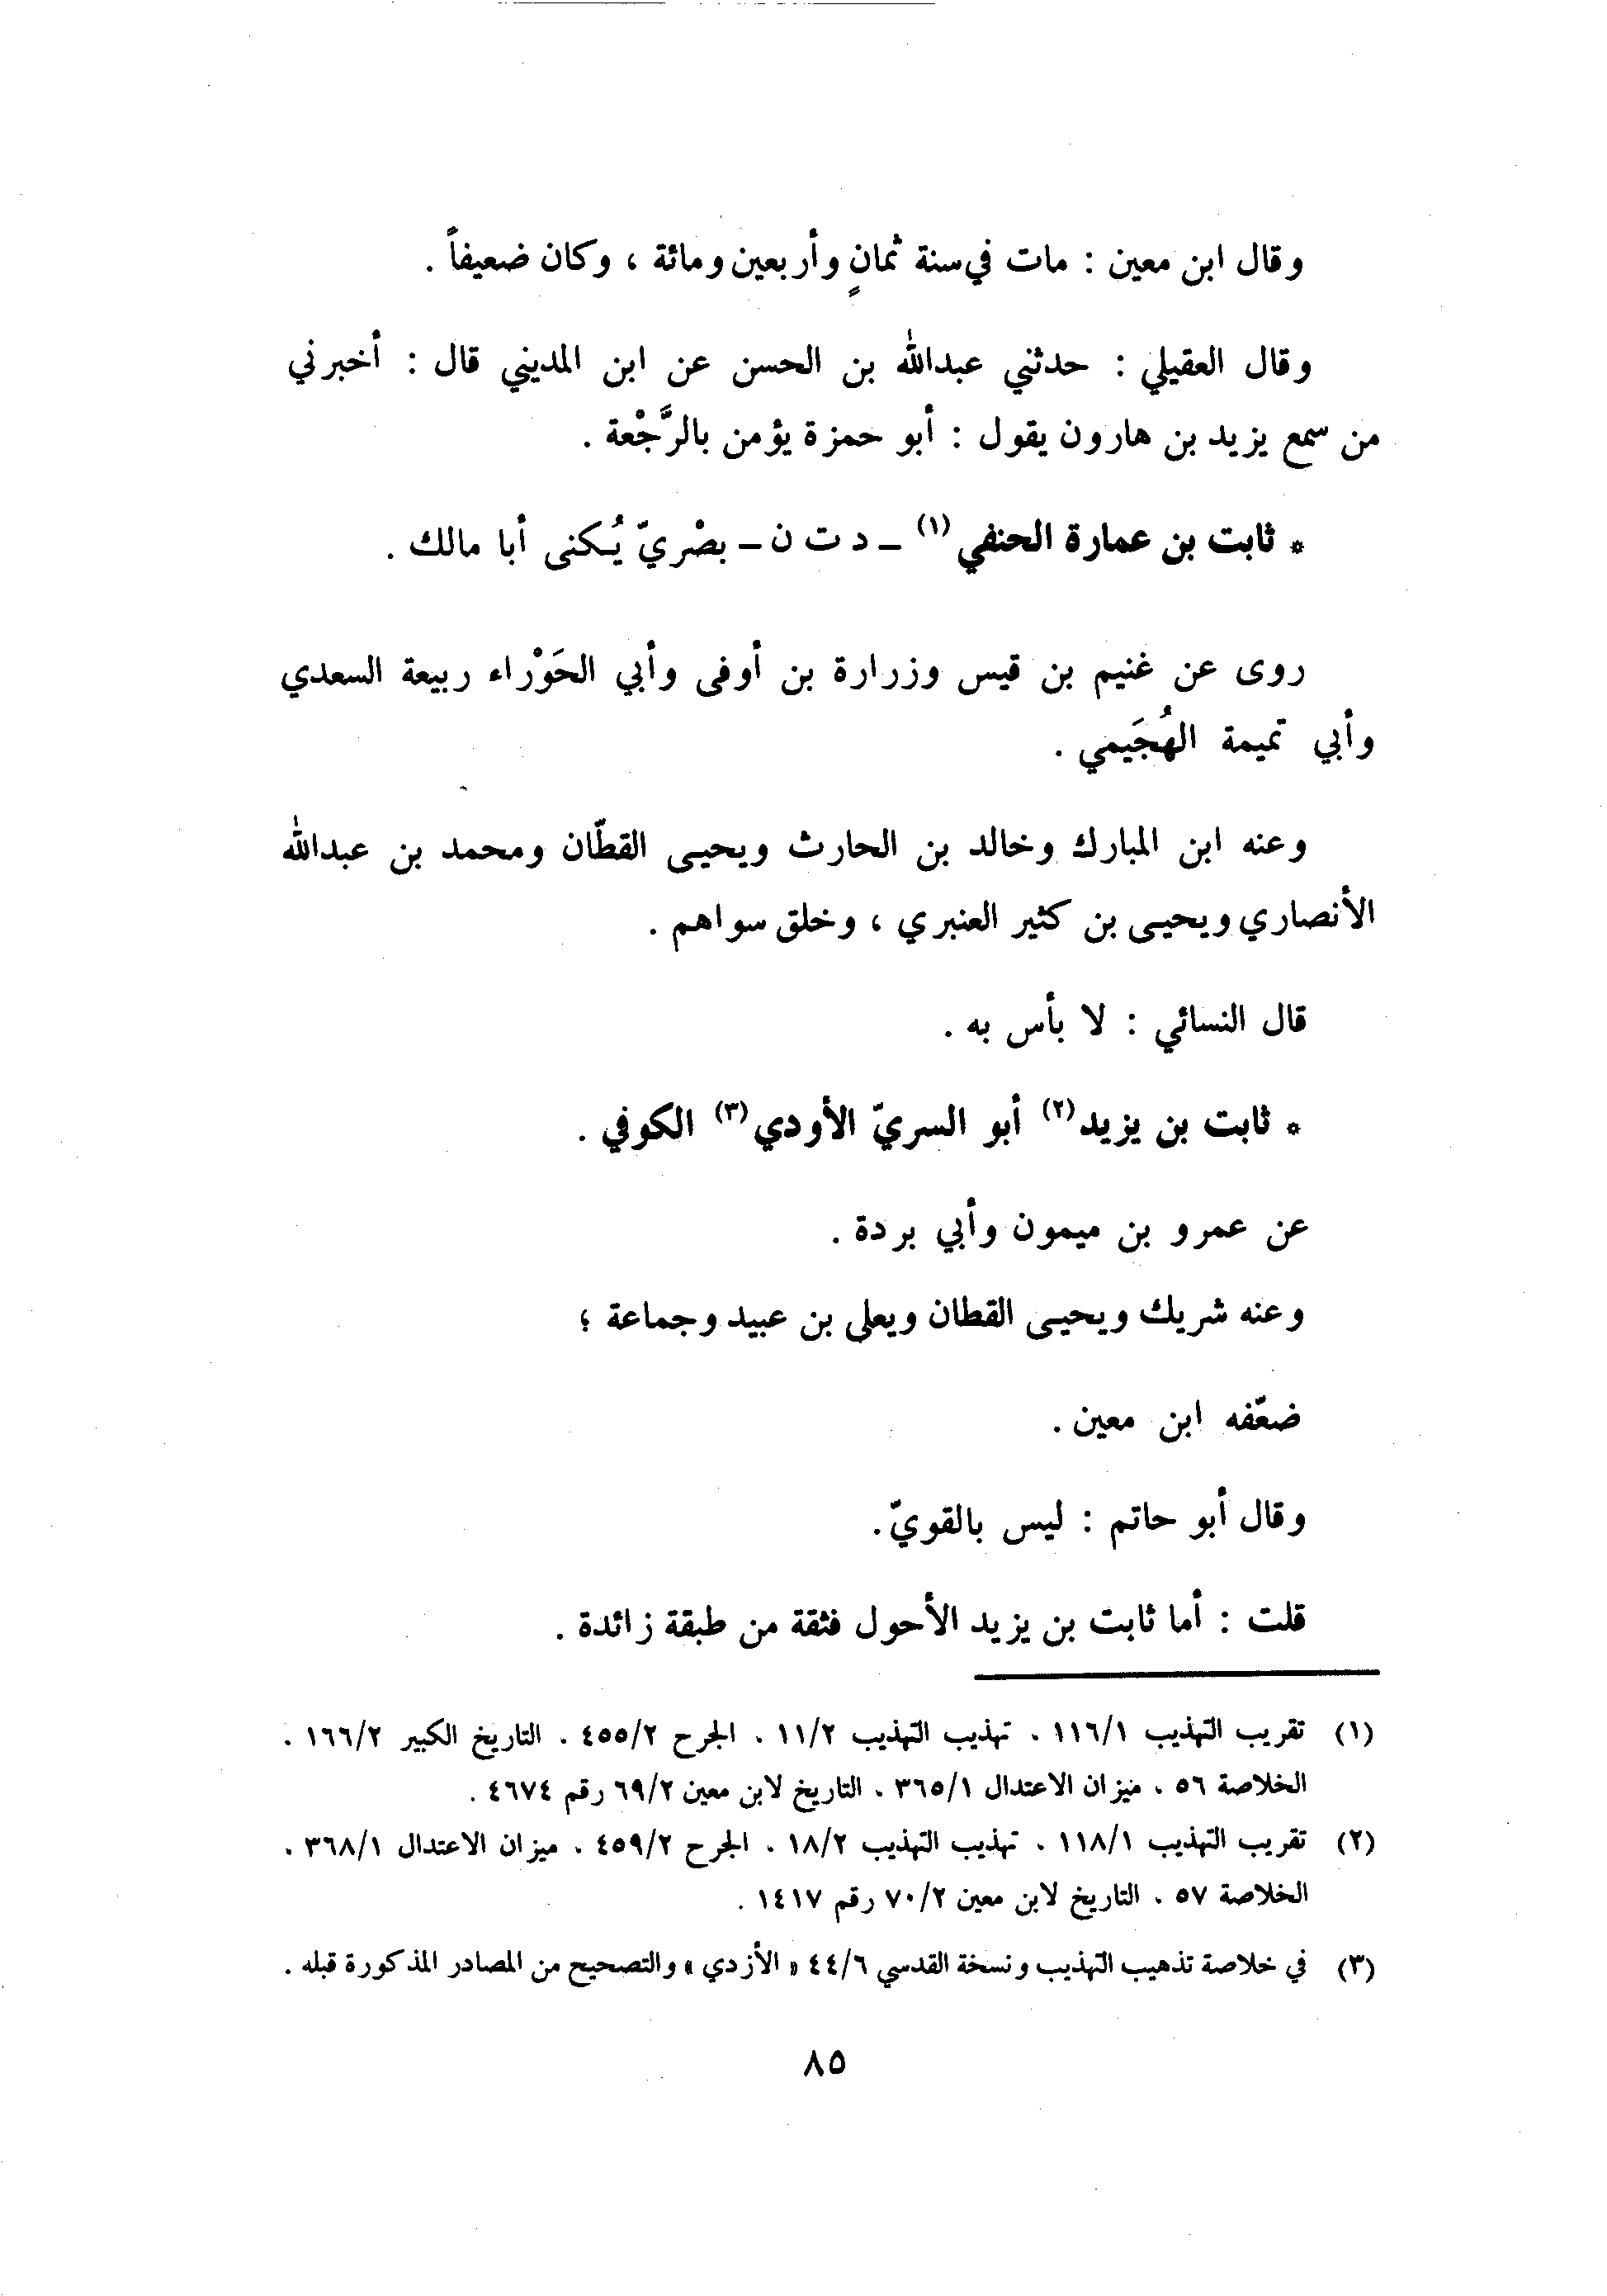 وقال ابن معين : مات في سنة ثمانٍ وأربعين ومائة ، وكان ضعيفاً .
وقال العقيلي : حدثني عبدالله بن الحسن عن ابن المديني قال : أخبرني
من سمع يزيد بن هارون يقول : أبو حمزة يؤمن بالرَّجْعة .
* ثابت بن عمارة الحنفي (١) ـ د ت ن ـ بصْريّ يُكنى أبا مالك .
روى عن غنيم بن قيس وزرارة بن أوفى وأبي الحَوْراء ربيعة السعدي
وأبي تميمة الهُجَيمي .
وعنه ابن المبارك وخالد بن الحارث ويحيى القطّان ومحمد بن عبدالله
الأنصاري ويحيى بن كثير العنبري ، وخلق سواهم .
قال النسائي : لا بأس به .
* ثابت بن يزيد (٢) أبو السريّ الأودي (٣) الكوفي .
عن عمرو بن ميمون وأبي بردة .
وعنه شريك ويحيى القطان ويعلى بن عبيد وجماعة ؛
ضعّفه ابن معين .
وقال أبو حاتم : ليس بالقويّ .
قلت : أما ثابت بن يزيد الأحول فثقة من طبقة زائدة .
(١) تقريب التهذيب ١١٦/١ . تهذيب التهذيب ١١/٢ . الجرح ٤٥٥/٢ . التاريخ الكبير ١٦٦/٢ .
الخلاصة ٥٦ . ميزان الاعتدال ٣٦٥/١ . التاريخ لابن معين ٦٩/٢ رقم ٤٦٧٤ .
(٢) تقريب التهذيب ١١٨/١ . تهذيب التهذيب ١٨/٢ . الجرح ٤٥٩/٢ . ميزان الاعتدال ٣٦٨/١ .
الخلاصة ٥٧ . التاريخ لابن معين ٧٠/٢ رقم ١٤١٧ .
(٣) في خلاصة تذهيب التهذيب ونسخة القدسي ٤٤/٦ « الأزدي » والتصحيح من المصادر المذكورة قبله .
٨٥